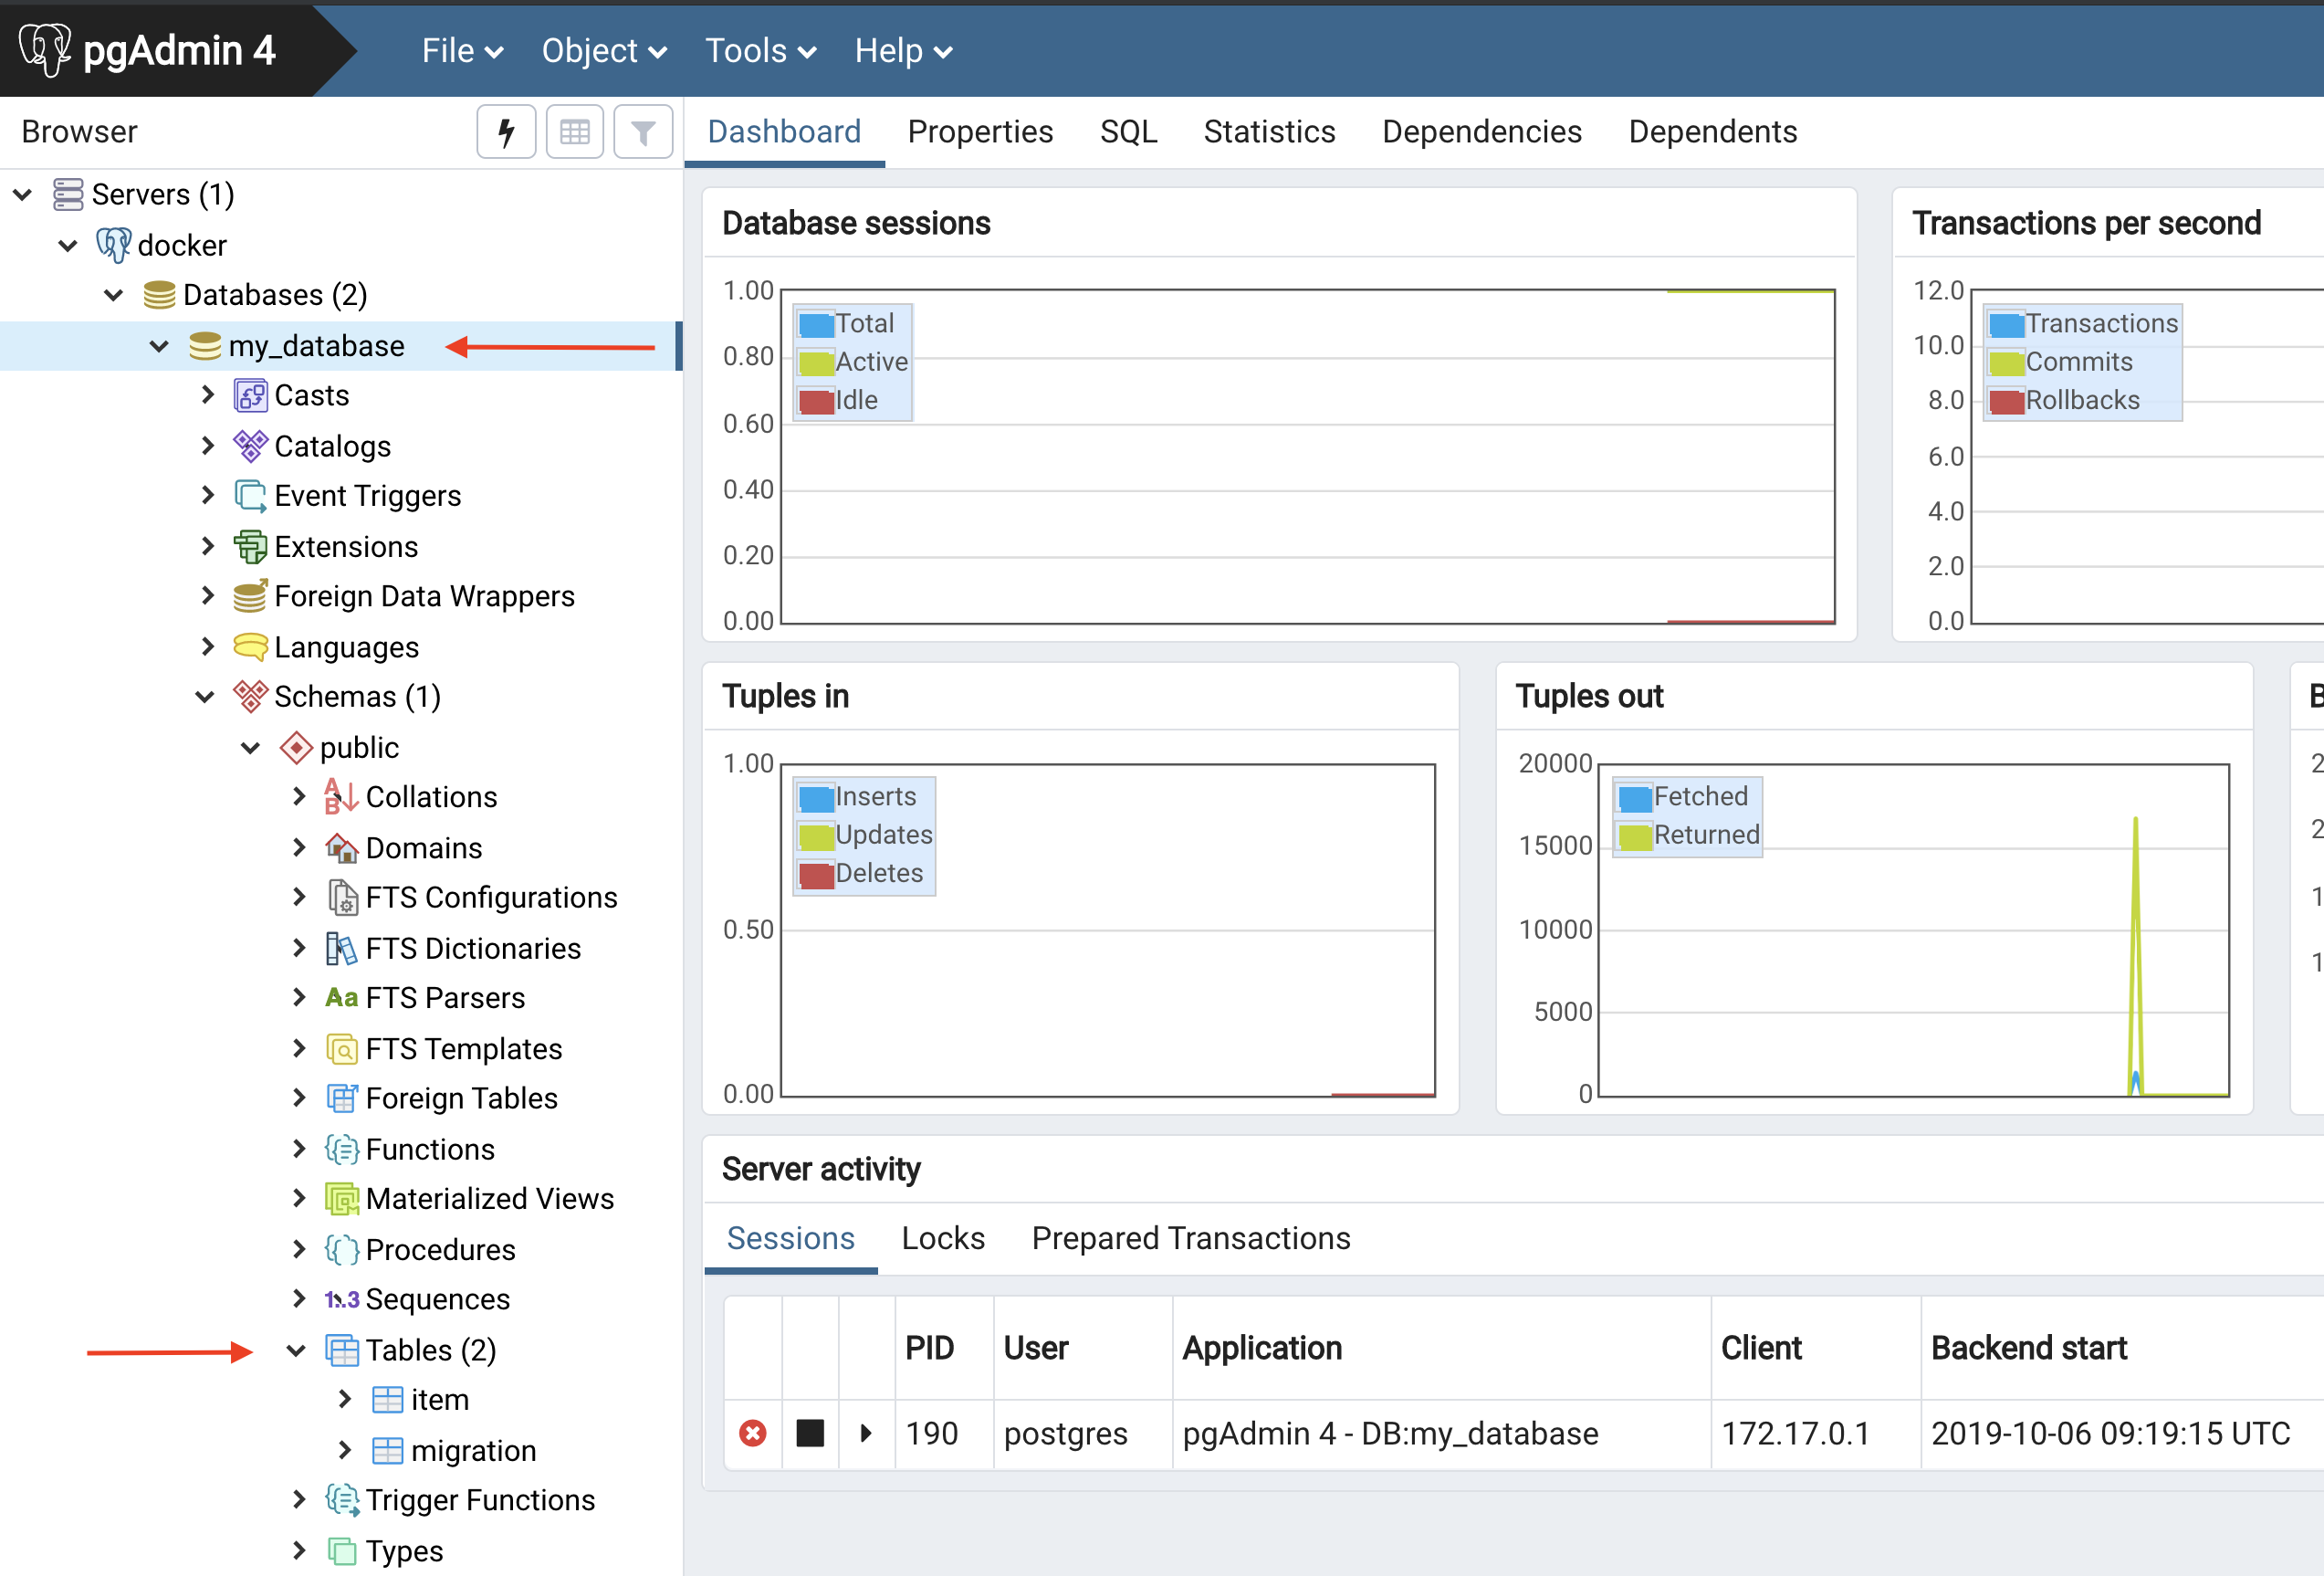 pgAdmin 4
File Object Tools Help
Browser
Dashboard Properties SQL Statistics Dependencies Dependents
Servers (1)
docker
Databases (2)
my_database
Casts
Catalogs
Event Triggers
Extensions
Foreign Data Wrappers
Languages
Schemas (1)
public
Collations
Domains
FTS Configurations
FTS Dictionaries
Aa FTS Parsers
FTS Templates
Foreign Tables
Functions
Materialized Views
Procedures
1..3 Sequences
Tables (2)
item
migration
Trigger Functions
Types
Database sessions
1.00
0.80
0.60
0.40
0.20
0.00
Total
Active
Idle
Transactions per second
12.0
10.0
8.0
6.0
4.0
2.0
0.0
Transactions
Commits
Rollbacks
Tuples in
1.00
0.50
0.00
Inserts
Updates
Deletes
Tuples out
20000
15000
10000
5000
0
Fetched
Returned
B
2
2
1
1
Server activity
Sessions Locks Prepared Transactions
PID User Application Client Backend start
190 postgres pgAdmin 4 - DB:my_database 172.17.0.1 2019-10-06 09:19:15 UTC